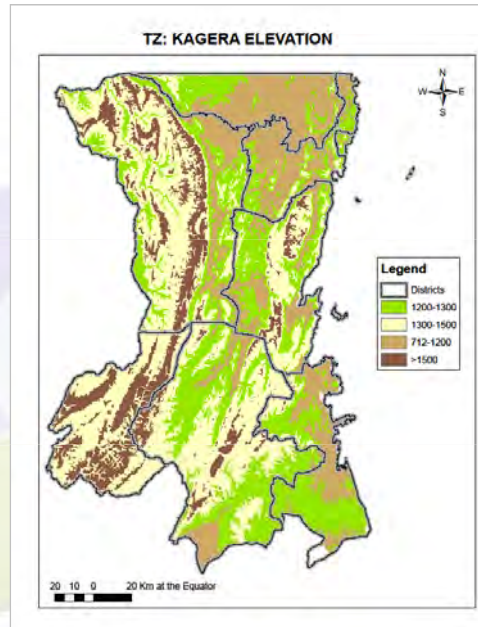 TZ: KAGERA ELEVATION
N
W E
S
Legend
Districts
1200-1300
1300-1500
712-1200
>1500
20 10 0 20 Km at the Equator